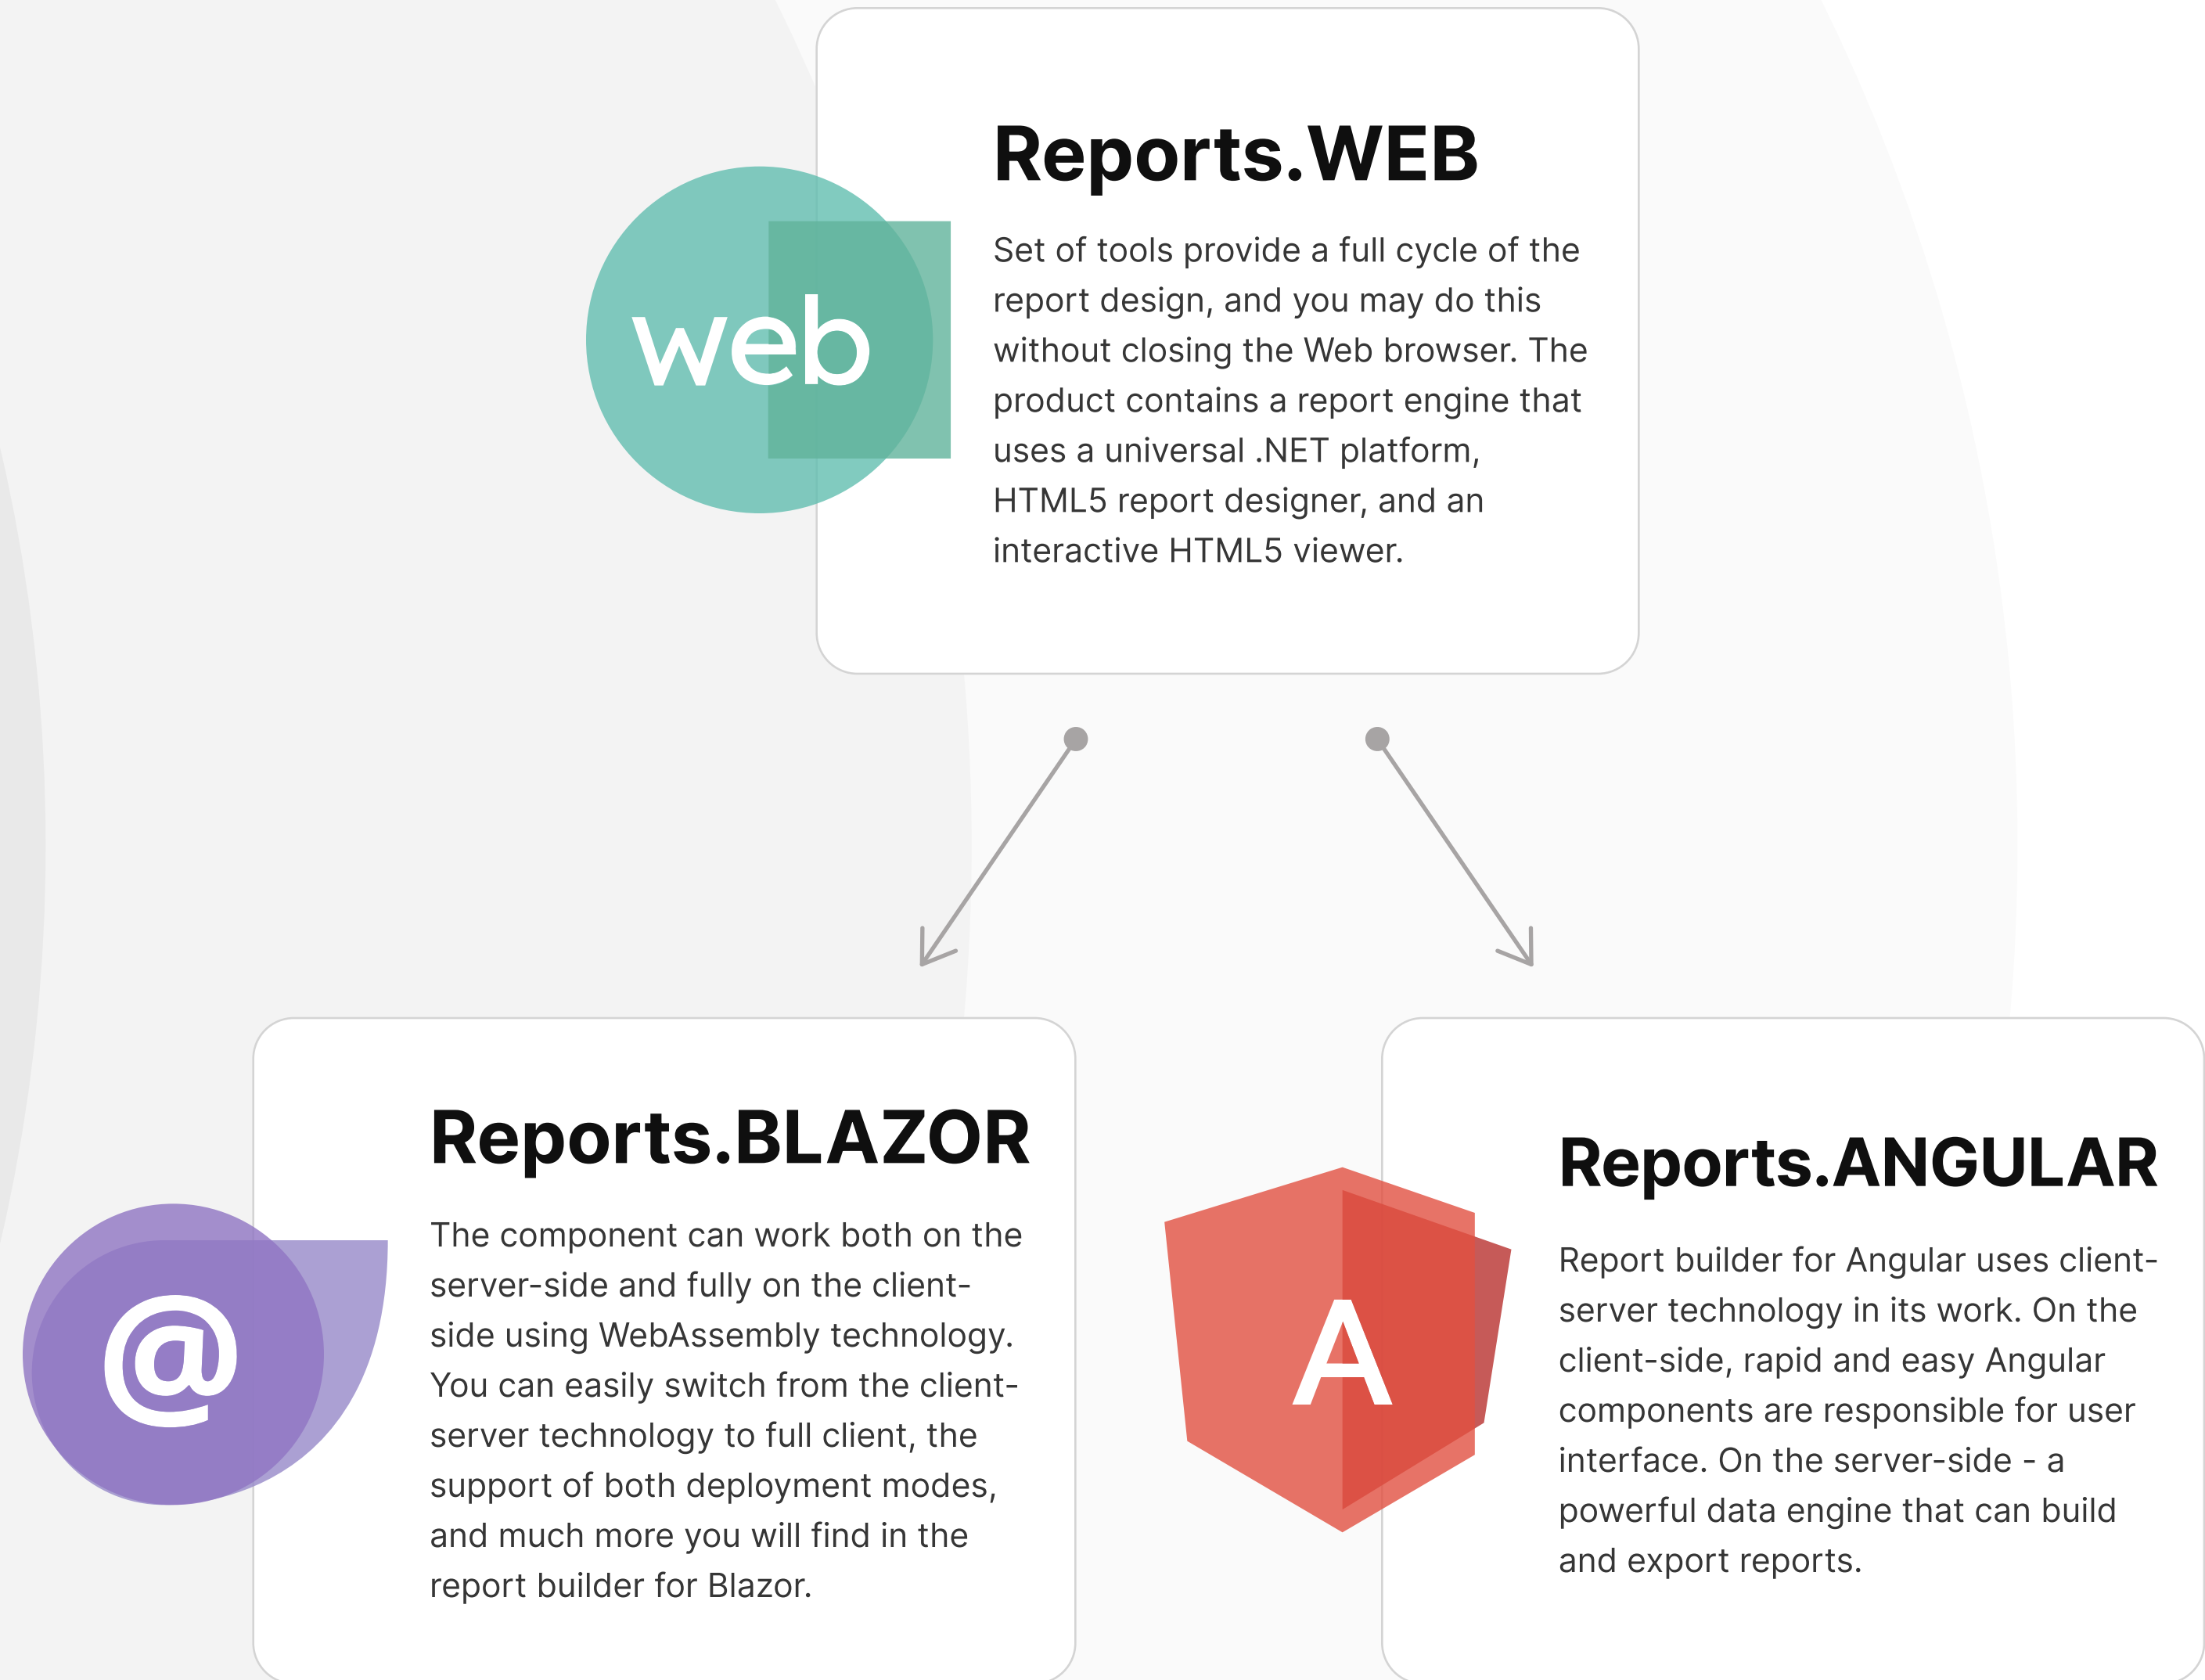 Reports.WEB
web
Set of tools provide a full cycle of the
report design, and you may do this
without closing the Web browser. The
product contains a report engine that
uses a universal .NET platform,
HTML5 report designer, and an
interactive HTML5 viewer.
Reports.BLAZOR
@
The component can work both on the
server-side and fully on the client-
side using WebAssembly technology.
You can easily switch from the client-
server technology to full client, the
support of both deployment modes,
and much more you will find in the
report builder for Blazor.
Reports.ANGULAR
A
Report builder for Angular uses client-
server technology in its work. On the
client-side, rapid and easy Angular
components are responsible for user
interface. On the server-side - a
powerful data engine that can build
and export reports.